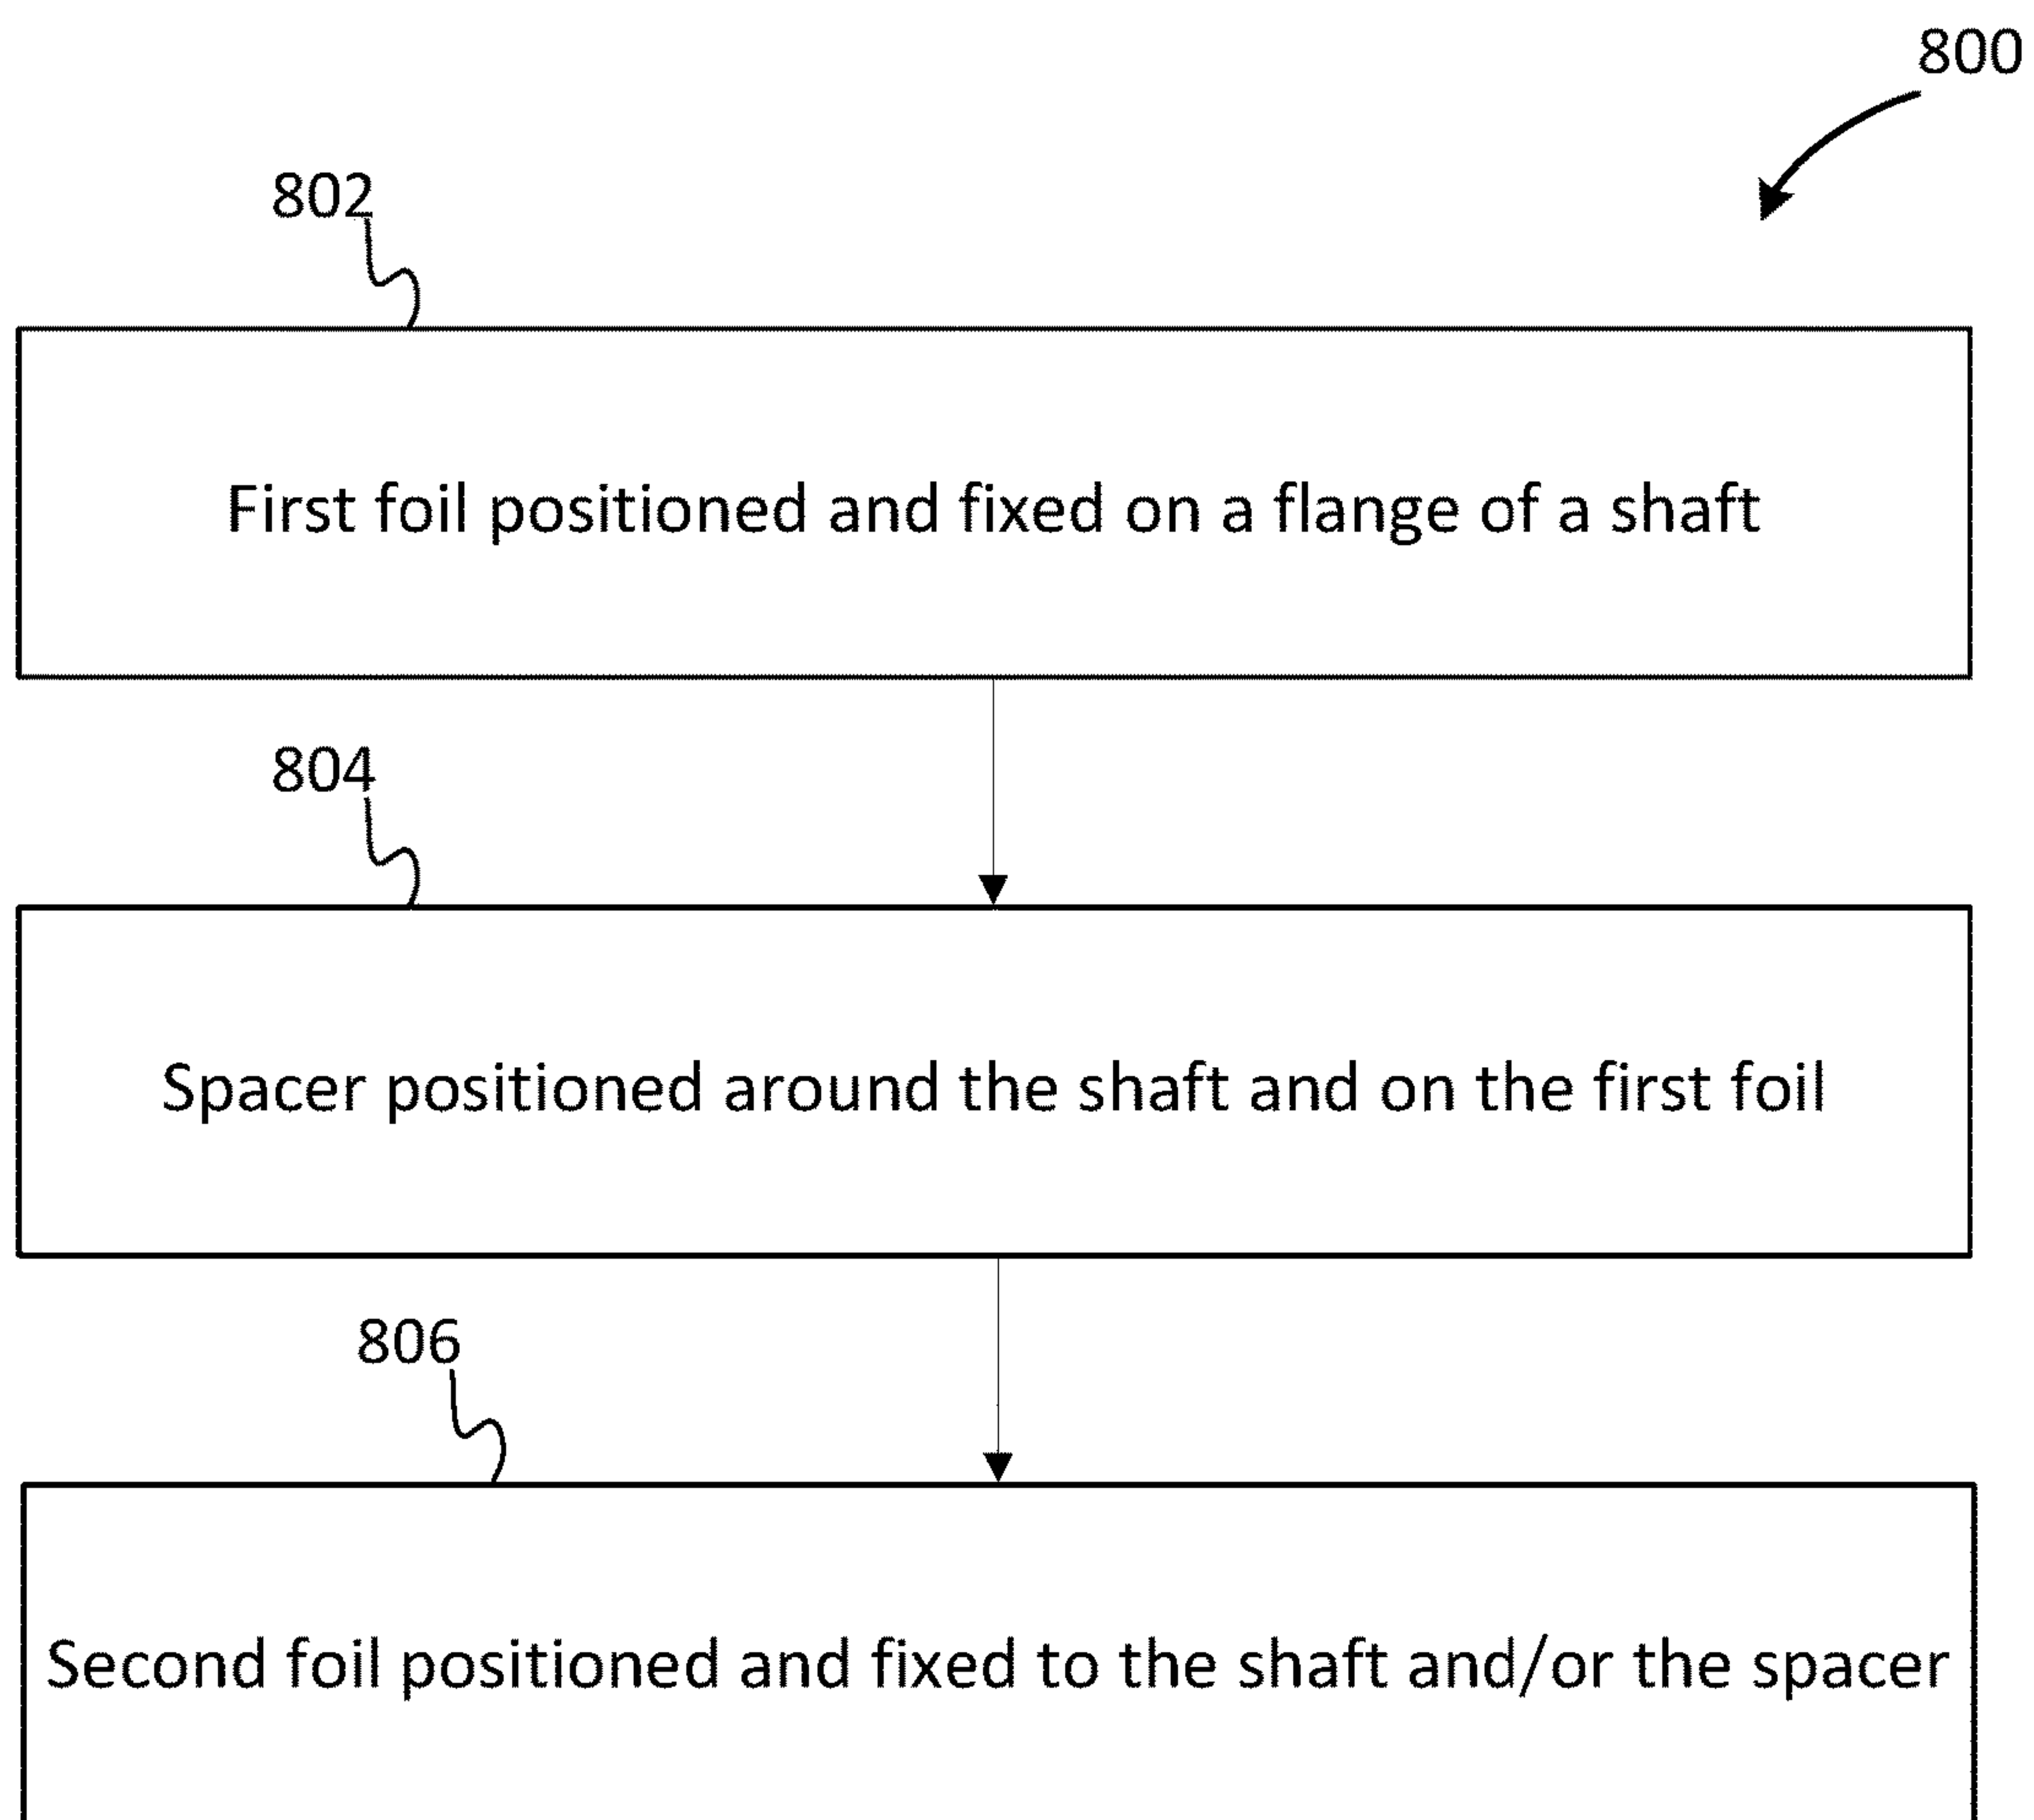 800
802
First foil positioned and fixed on a flange of a shaft
804
Spacer positioned around the shaft and on the first foil
806
Second foil positioned and fixed to the shaft and/or the spacer